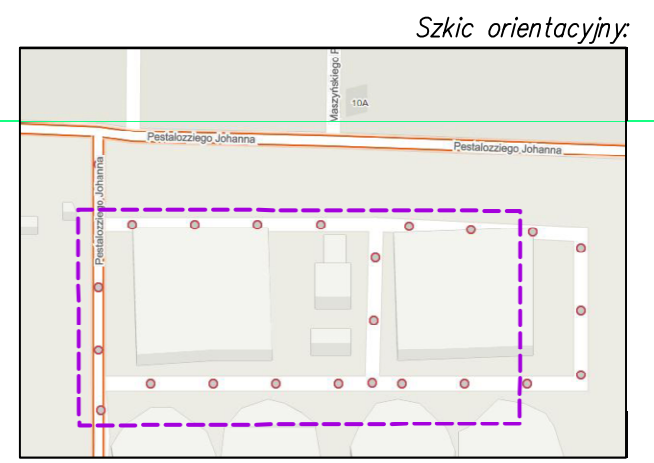 Szkic orientacyjny:
Maszyńskiego P
10A
Pestalozziego Johanna
Pestalozziego Johanna
Pestalozziego Johanna